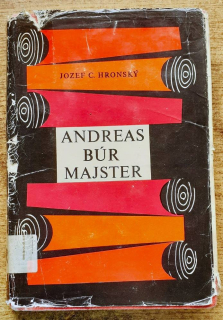 JOZEF C. HRONSKÝ
ANDREAS
BÚR
MAJSTER